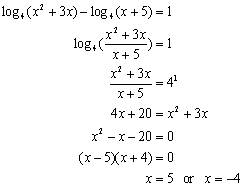 log₄(x² + 3x) – log₄(x + 5) = 1
log₄((x² + 3x)/(x + 5)) = 1
(x² + 3x)/(x + 5) = 4¹
4x + 20 = x² + 3x
x² – x – 20 = 0
(x – 5)(x + 4) = 0
x = 5 or x = –4